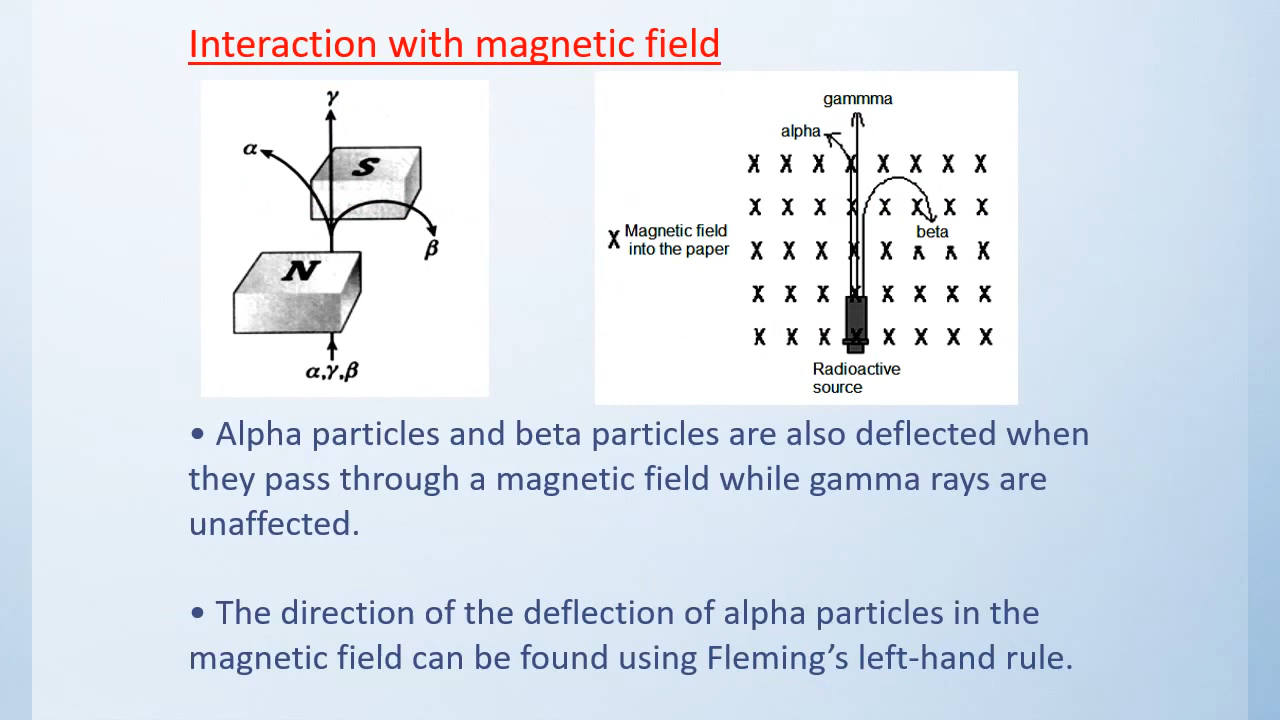 Interaction with magnetic field
γ
α
S
β
N
α,γ,β
gammma
alpha
X X X X X X X X
X X X X X X X X
X Magnetic field
into the paper
beta
X X X X X
X X X X X X X X
X X X X X X X X
Radioactive
source
• Alpha particles and beta particles are also deflected when
they pass through a magnetic field while gamma rays are
unaffected.
• The direction of the deflection of alpha particles in the
magnetic field can be found using Fleming’s left-hand rule.